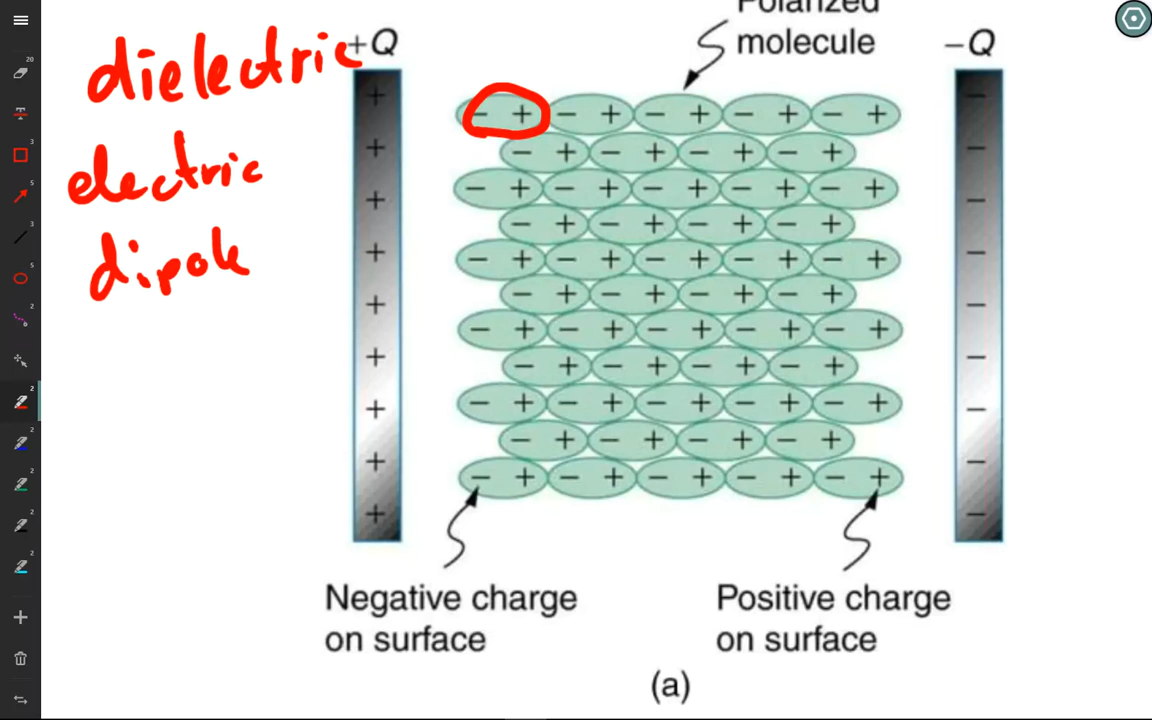 Polarized
molecule
+Q
−Q
dielectric
electric
dipole
Negative charge
on surface
Positive charge
on surface
(a)